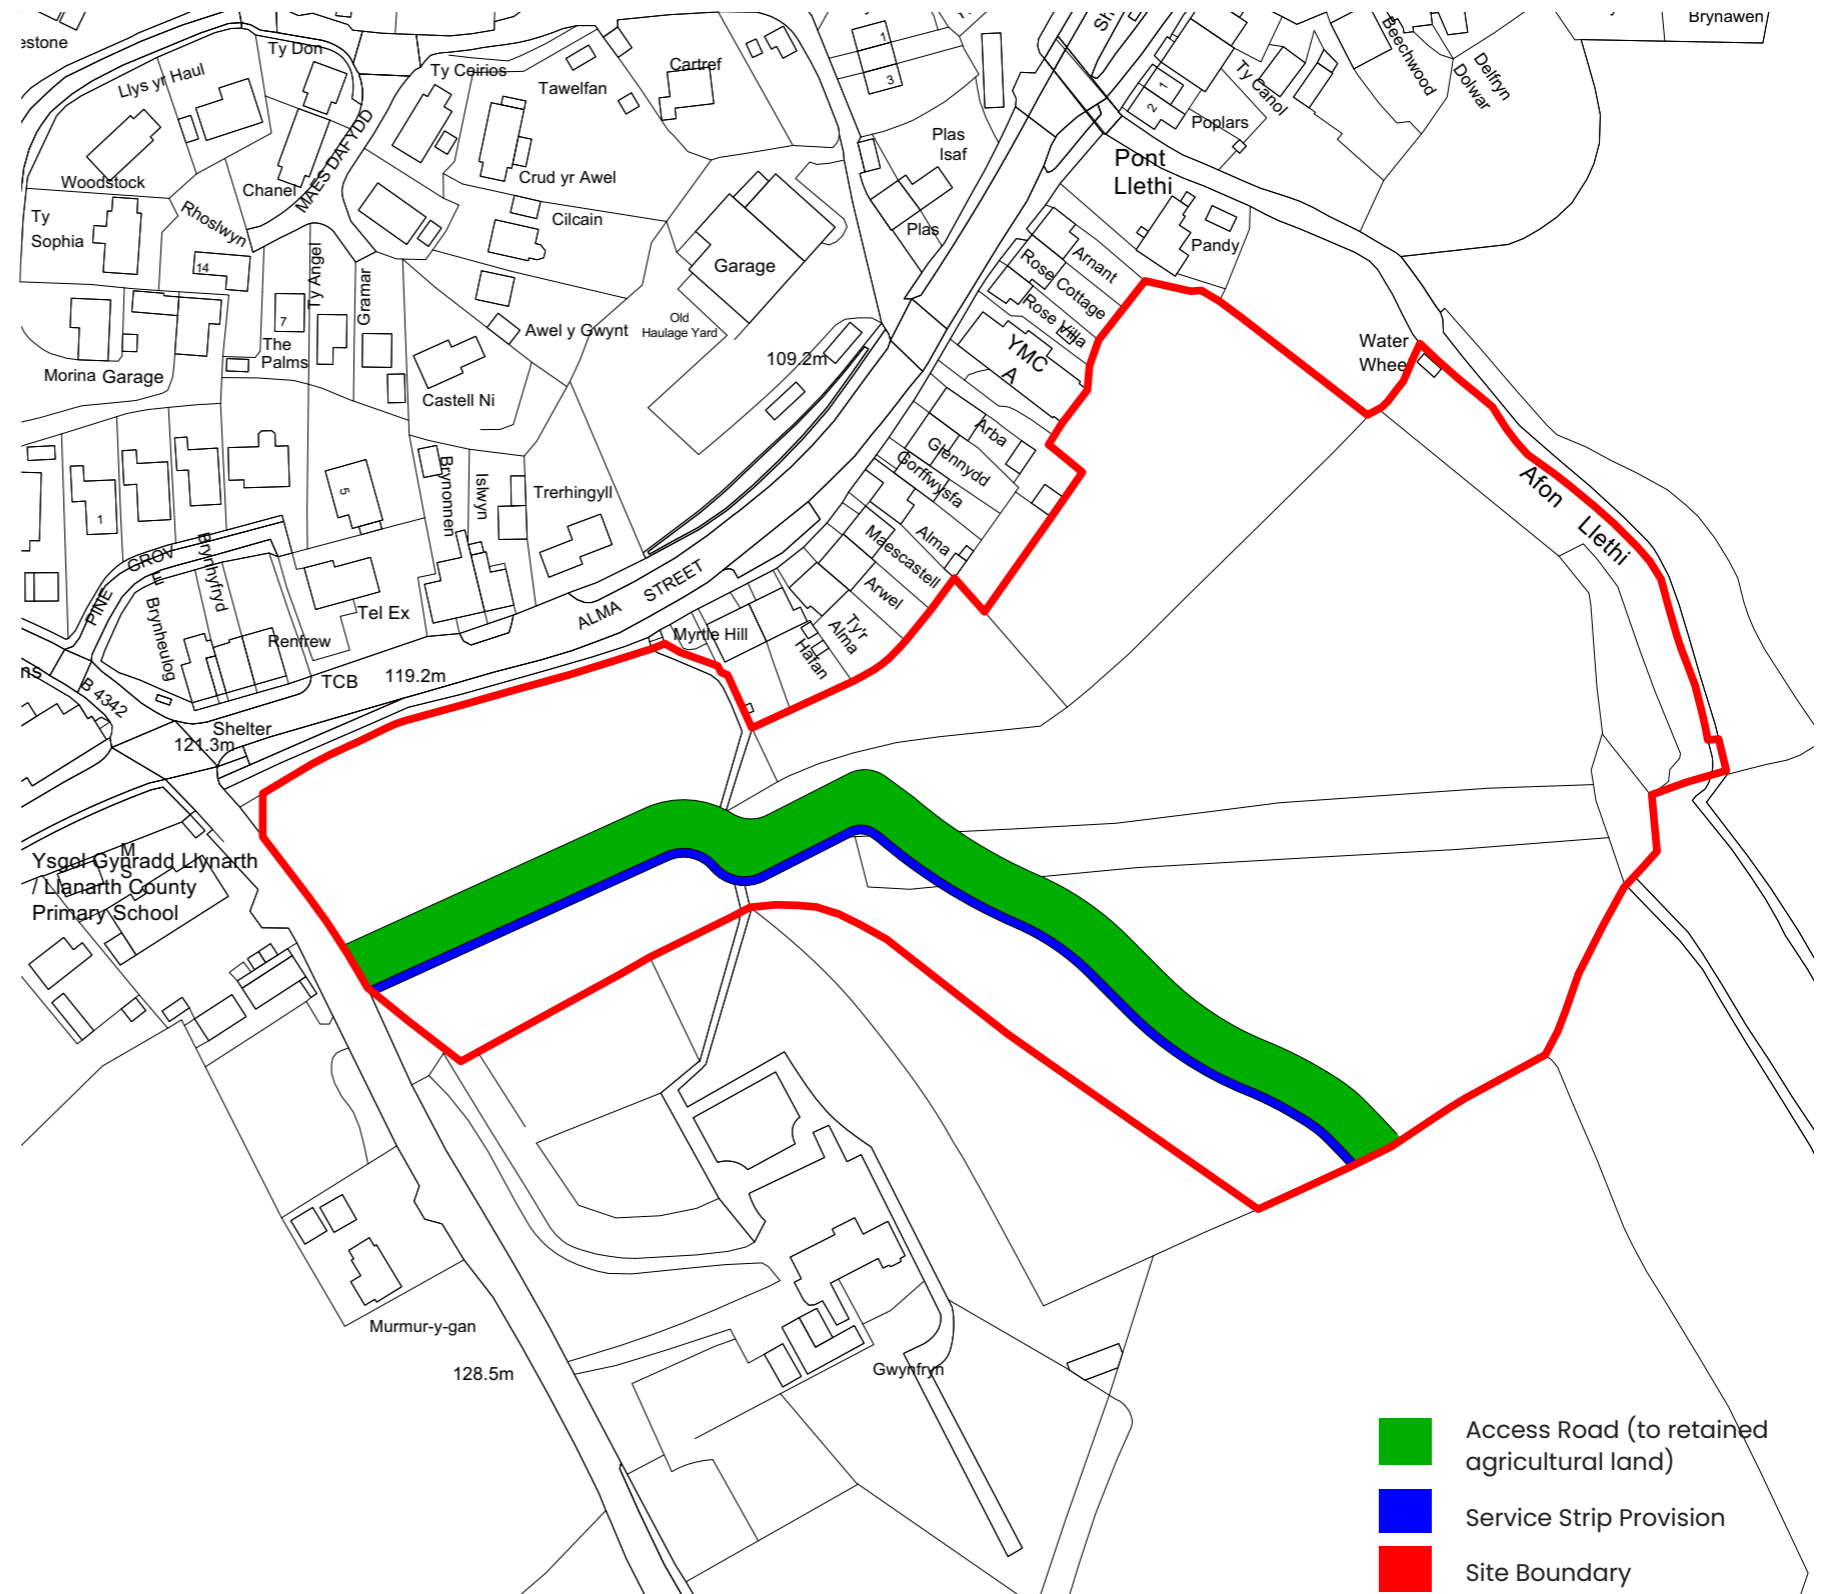 estone
Ty Don
Llys yr Haul
Ty Ceirios
Tawelfan
Cartref
1
3
Brynawen
Beechwood
Delfryn
Dolwar
Ty Canol
1
2
Poplars
Plas
Isaf
Pont
Llethi
Woodstock
Chanel
MAES DAFYDD
Crud yr Awel
Cilcain
Ty
Sophia
Rhoslwyn
14
Ty Angel
Gramar
Garage
Plas
Pandy
Arnant
Rose Cottage
Rose Villa
YMC
A
Old
Haulage Yard
109.2m
Awel y Gwynt
7
The
Palms
Morina
Garage
Castell Ni
Water
Wheel
Arba
Glennydd
Gorffwysfa
Alma
Maescastell
Arwel
Ty'r
Alma
Hafan
Myrtle Hill
Afon
Llethi
1
5
Brynonnen
Islwyn
Trerhingyll
PINE
GROV
E
Brynhyfryd
Brynheulog
Renfrew
Tel Ex
ALMA
STREET
TCB
119.2m
ns
B 4342
Shelter
121.3m
M
S
Ysgol Gynradd Llynarth
/ Llanarth County
Primary School
Murmur-y-gan
128.5m
Gwynfryn
Access Road (to retained
agricultural land)
Service Strip Provision
Site Boundary